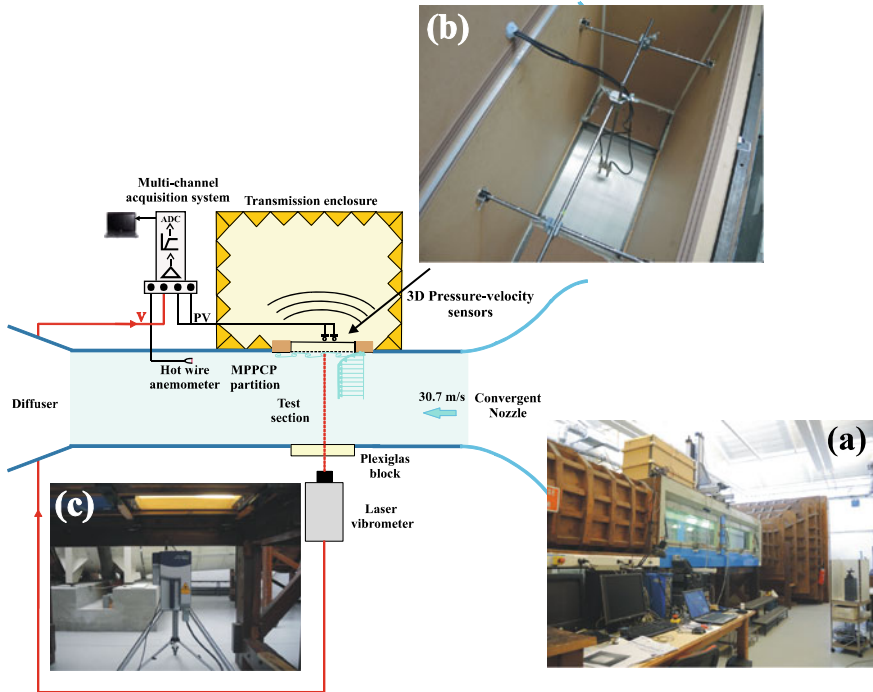 (b)
Multi-channel
acquisition system
ADC
Transmission enclosure
V
PV
3D Pressure-velocity
sensors
Hot wire
anemometer
MPPCP
partition
Diffuser
Test
section
30.7 m/s
Convergent
Nozzle
Plexiglas
block
(a)
(c)
Laser
vibrometer